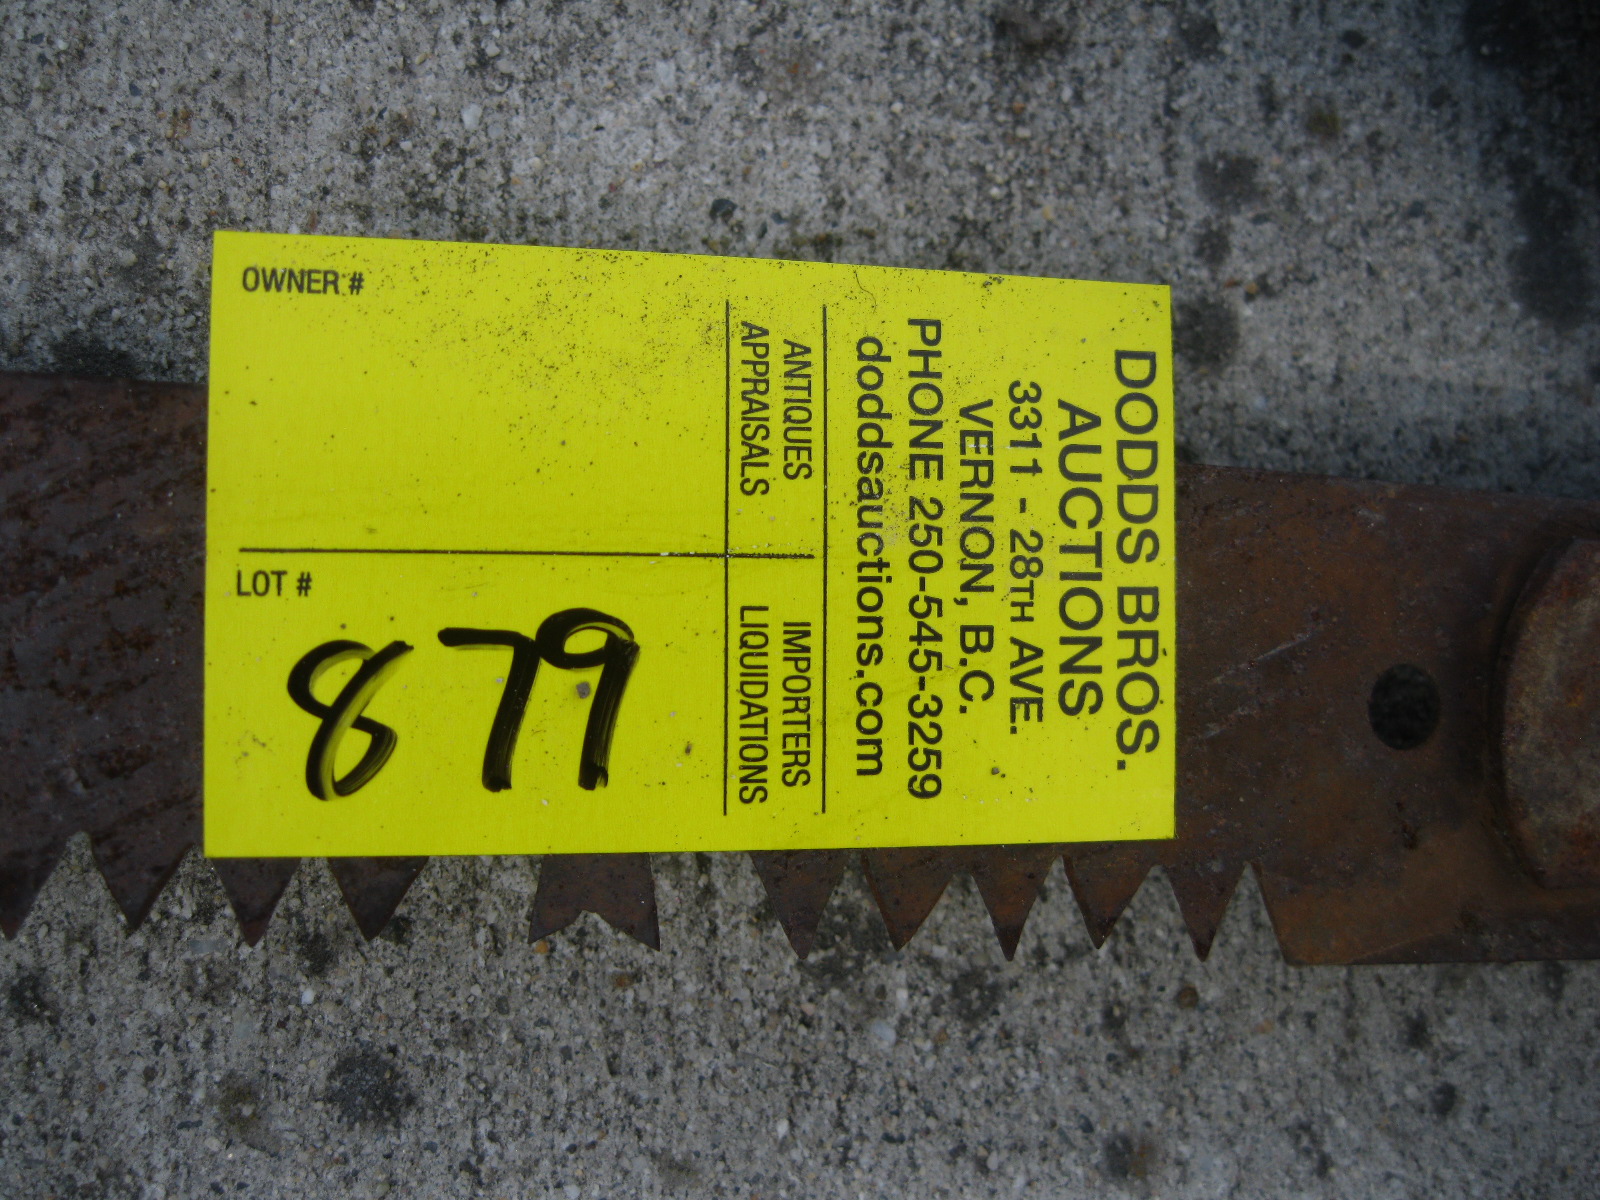 DODDS BROS.
AUCTIONS
3311 - 28TH AVE.
VERNON, B.C.
PHONE 250-545-3259
doddsauctions.com
ANTIQUES
APPRAISALS
IMPORTERS
LIQUIDATIONS
OWNER #
LOT #
879